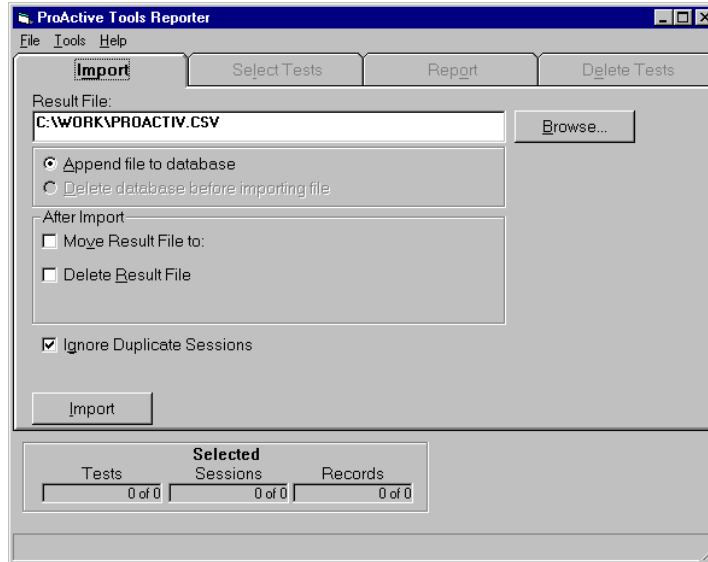 ProActive Tools Reporter
File Tools Help
Import Select Tests Report Delete Tests
Result File:
C:\WORK\PROACTIV.CSV
Browse...
Append file to database
Delete database before importing file
After Import
Move Result File to:
Delete Result File
Ignore Duplicate Sessions
Import
Selected
Tests Sessions Records
0 of 0 0 of 0 0 of 0